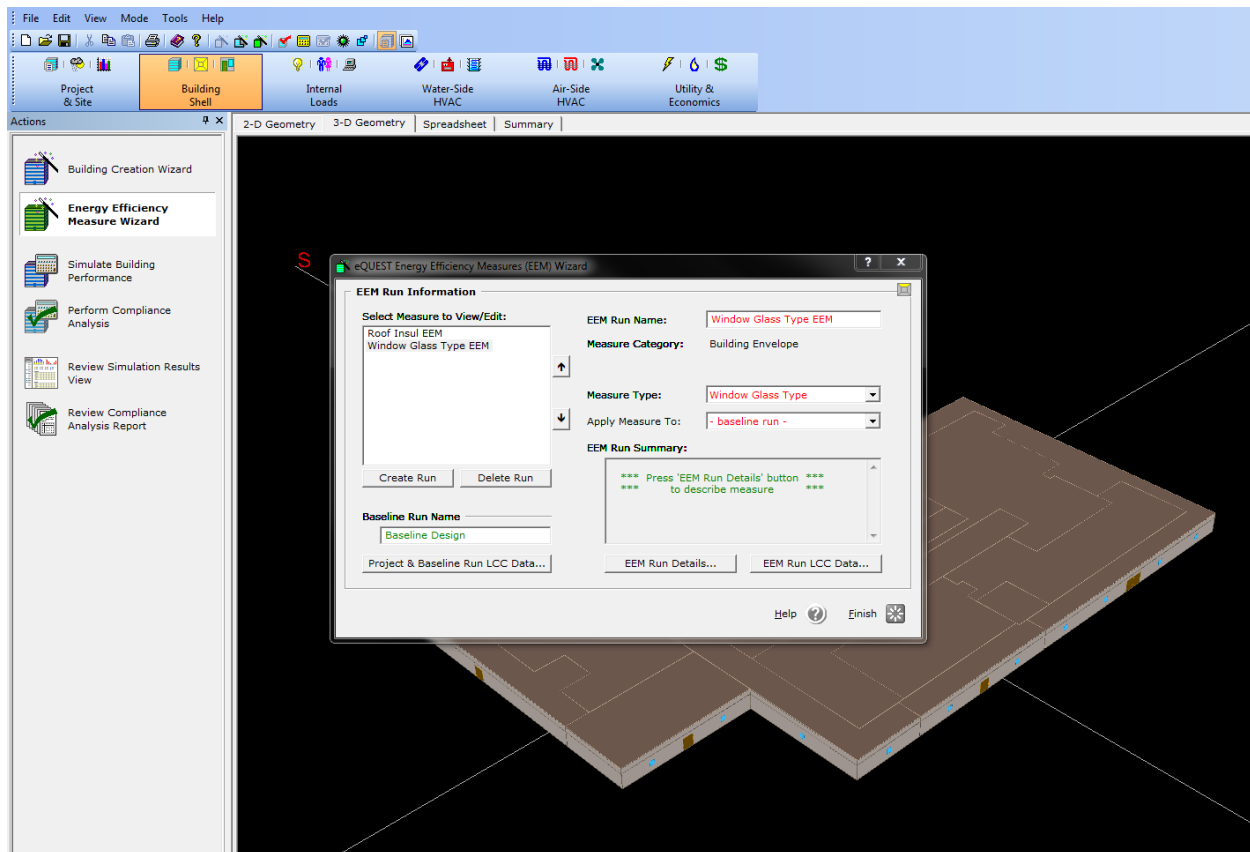 File Edit View Mode Tools Help
Project & Site
Building Shell
Internal Loads
Water-Side HVAC
Air-Side HVAC
Utility & Economics
Actions
2-D Geometry 3-D Geometry Spreadsheet Summary
Building Creation Wizard
Energy Efficiency
Measure Wizard
Simulate Building
Performance
Perform Compliance
Analysis
Review Simulation Results
View
Review Compliance
Analysis Report
S
eQUEST Energy Efficiency Measures (EEM) Wizard
EEM Run Information
Select Measure to View/Edit:
Roof Insul EEM
Window Glass Type EEM
Create Run Delete Run
Baseline Run Name
Baseline Design
Project & Baseline Run LCC Data...
EEM Run Name: Window Glass Type EEM
Measure Category: Building Envelope
Measure Type: Window Glass Type
Apply Measure To: - baseline run -
EEM Run Summary:
*** Press 'EEM Run Details' button ***
*** to describe measure ***
EEM Run Details... EEM Run LCC Data...
Help ? Finish